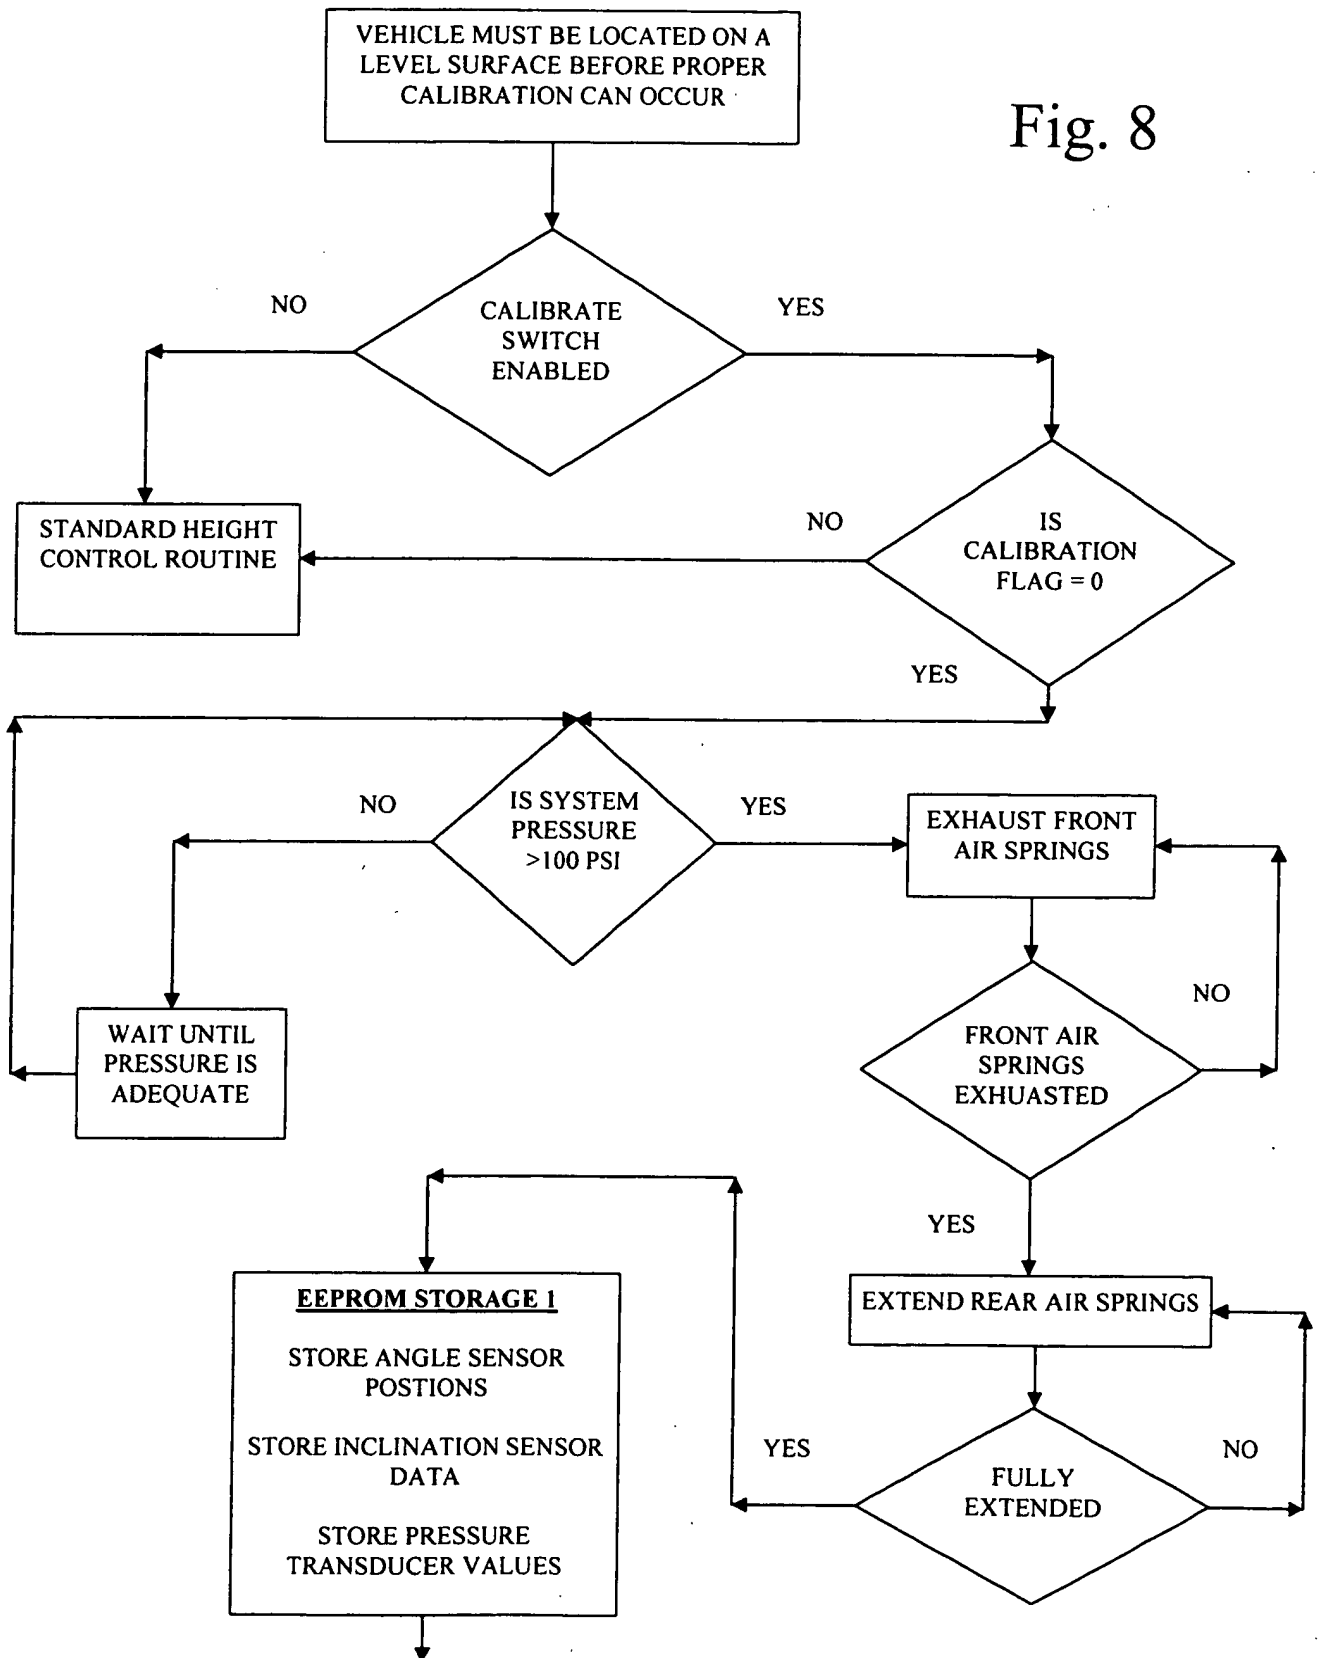 VEHICLE MUST BE LOCATED ON A
LEVEL SURFACE BEFORE PROPER
CALIBRATION CAN OCCUR
Fig. 8
NO
YES
CALIBRATE
SWITCH
ENABLED
STANDARD HEIGHT
CONTROL ROUTINE
NO
IS
CALIBRATION
FLAG = 0
YES
NO
IS SYSTEM
PRESSURE
>100 PSI
YES
EXHAUST FRONT
AIR SPRINGS
WAIT UNTIL
PRESSURE IS
ADEQUATE
FRONT AIR
SPRINGS
EXHUASTED
NO
YES
EXTEND REAR AIR SPRINGS
EEPROM STORAGE 1
STORE ANGLE SENSOR
POSTIONS
STORE INCLINATION SENSOR
DATA
STORE PRESSURE
TRANSDUCER VALUES
YES
FULLY
EXTENDED
NO